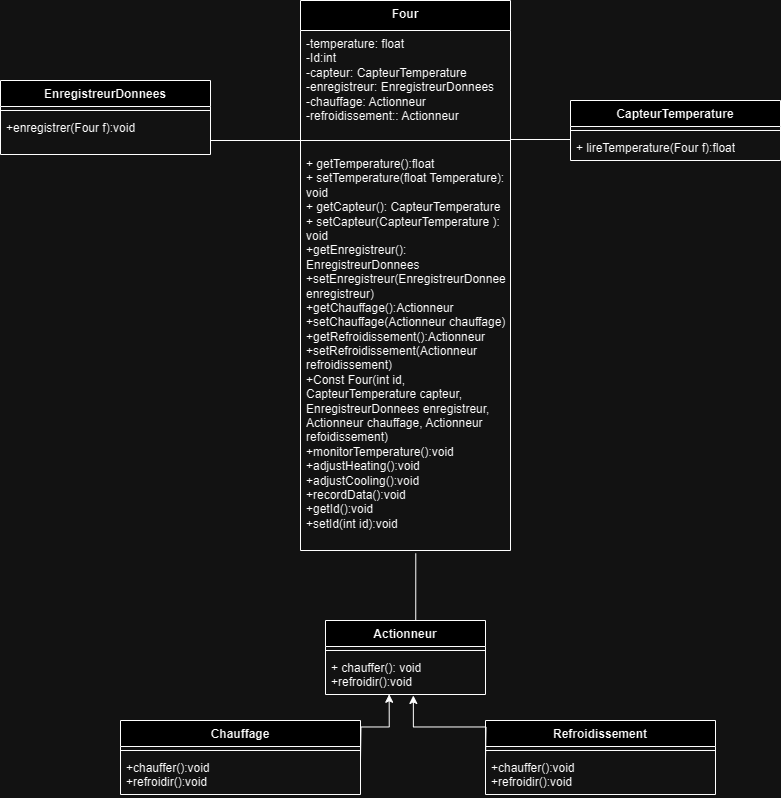 Four
-temperature: float
-Id:int
-capteur: CapteurTemperature
-enregistreur: EnregistreurDonnees
-chauffage: Actionneur
-refroidissement:: Actionneur
EnregistreurDonnees
+enregistrer(Four f):void
CapteurTemperature
+ lireTemperature(Four f):float
+ getTemperature():float
+ setTemperature(float Temperature):
void
+ getCapteur(): CapteurTemperature
+ setCapteur(CapteurTemperature ):
void
+getEnregistreur():
EnregistreurDonnees
+setEnregistreur(EnregistreurDonnee
enregistreur)
+getChauffage():Actionneur
+setChauffage(Actionneur chauffage)
+getRefroidissement():Actionneur
+setRefroidissement(Actionneur
refroidissement)
+Const Four(int id,
CapteurTemperature capteur,
EnregistreurDonnees enregistreur,
Actionneur chauffage, Actionneur
refoidissement)
+monitorTemperature():void
+adjustHeating():void
+adjustCooling():void
+recordData():void
+getId():void
+setId(int id):void
Actionneur
+ chauffer(): void
+refroidir():void
Chauffage
+chauffer():void
+refroidir():void
Refroidissement
+chauffer():void
+refroidir():void